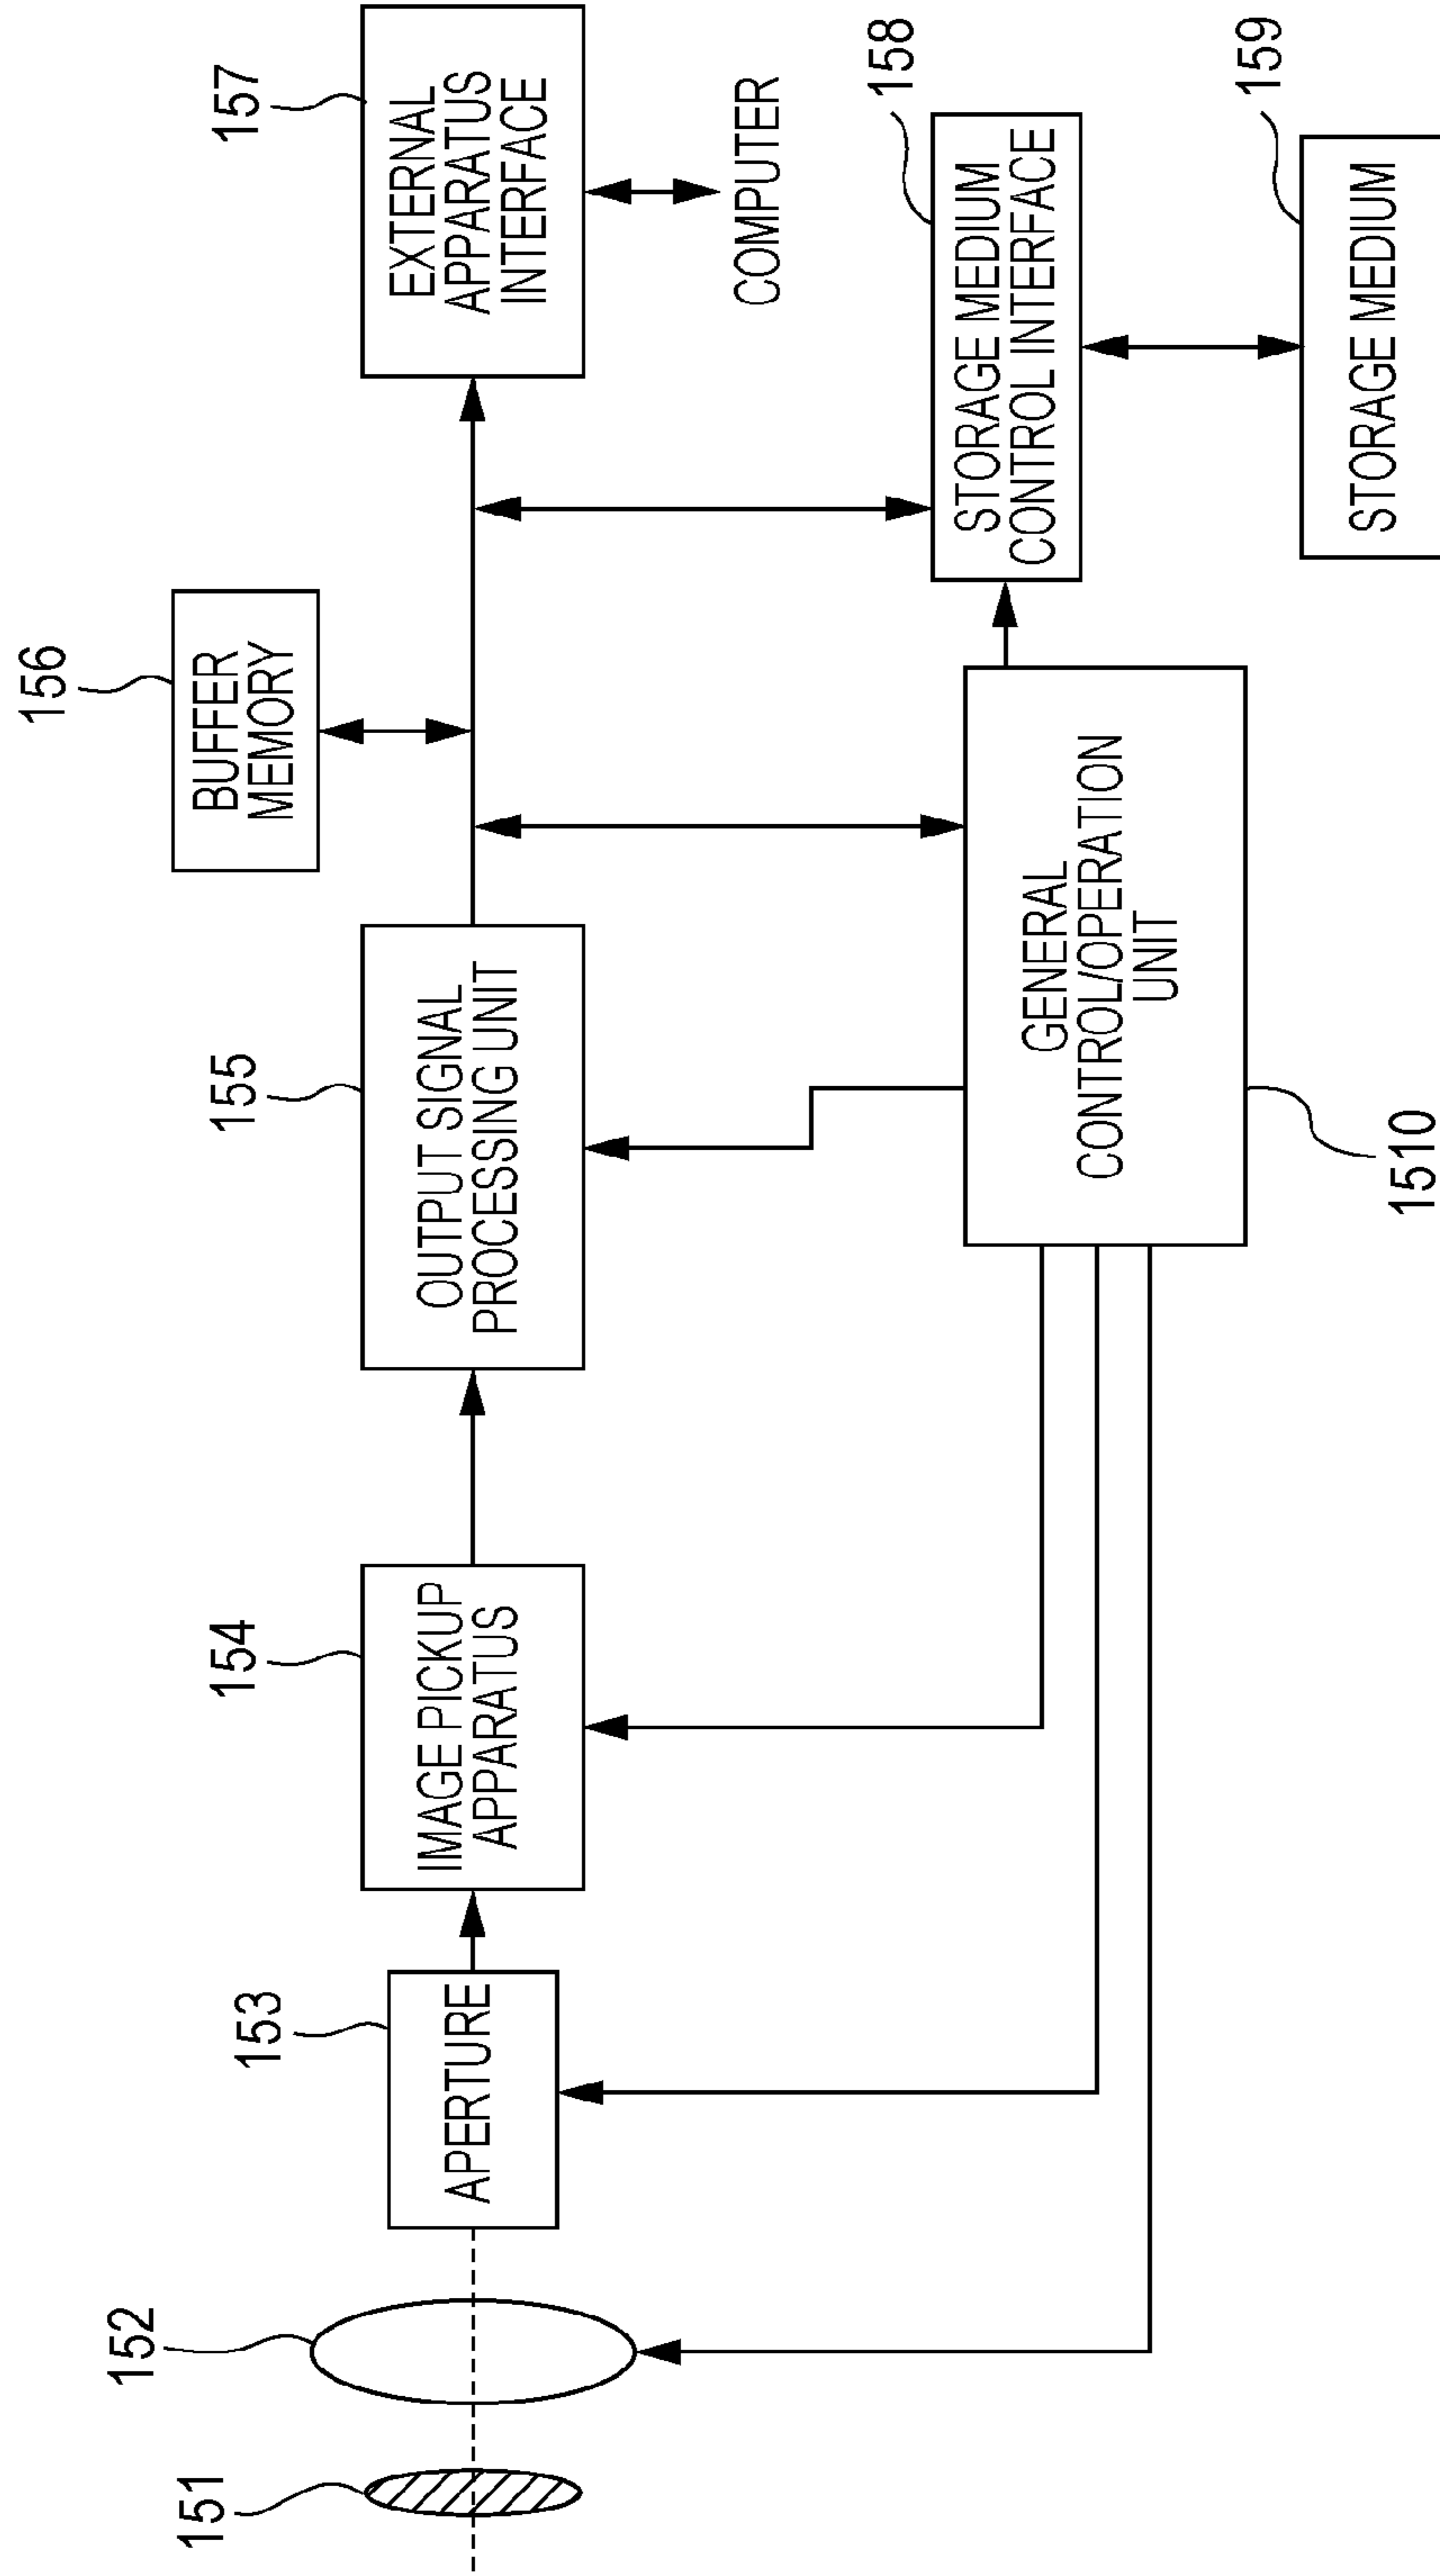 151
152
153
APERTURE
154
IMAGE PICKUP
APPARATUS
155
OUTPUT SIGNAL
PROCESSING UNIT
156
BUFFER
MEMORY
157
EXTERNAL
APPARATUS
INTERFACE
COMPUTER
158
STORAGE MEDIUM
CONTROL INTERFACE
159
STORAGE MEDIUM
GENERAL
CONTROL/OPERATION
UNIT
1510